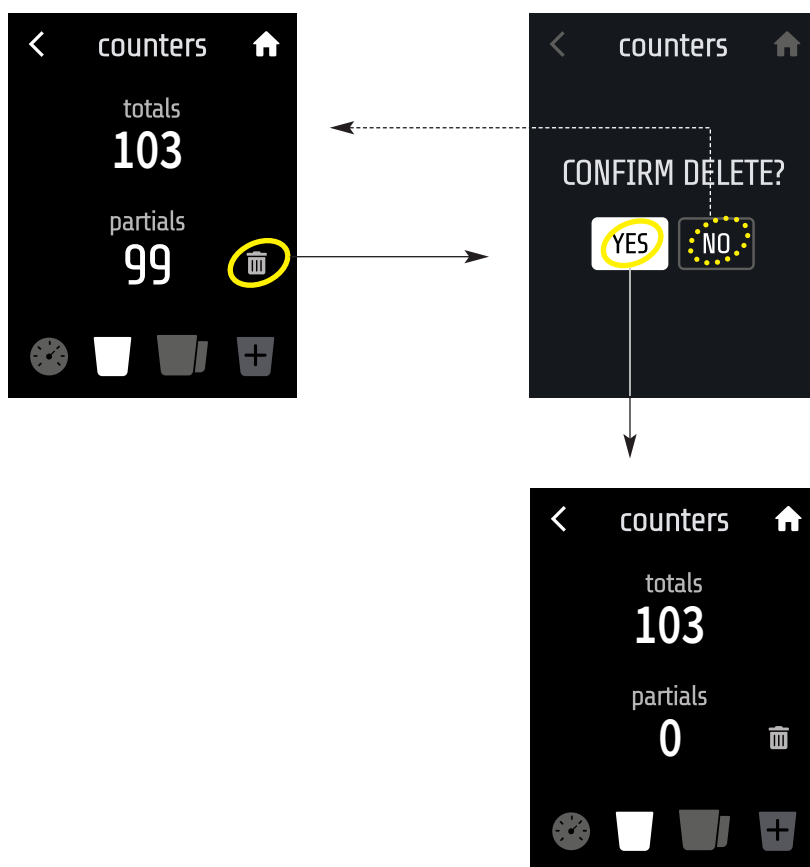 counters
totals
103
partials
99
counters
CONFIRM DELETE?
YES NO
counters
totals
103
partials
0